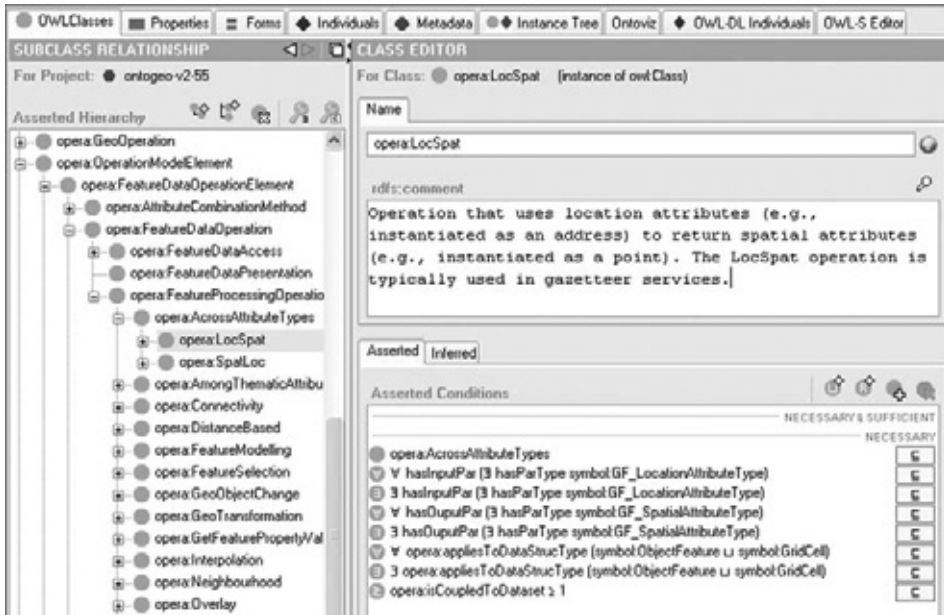 OWLClasses Properties Forms Individuals Metadata Instance Tree Ontoviz OWL-DL Individuals OWL-S Editor
SUBCLASS RELATIONSHIP
For Project: ontogeo-v2-55
Asserted Hierarchy
opera:GeoOperation
opera:OperationModelElement
opera:FeatureDataOperationElement
opera:AttributeCombinationMethod
opera:FeatureDataOperation
opera:FeatureDataAccess
opera:FeatureDataPresentation
opera:FeatureProcessingOperatio
opera:AcrossAttributeTypes
opera:LocSpat
opera:SpatLoc
opera:AmongThematicAttribu
opera:Connectivity
opera:DistanceBased
opera:FeatureModelling
opera:FeatureSelection
opera:GeoObjectChange
opera:GeoTransformation
opera:GetFeaturePropertyVal
opera:Interpolation
opera:Neighbourhood
opera:Overlay
CLASS EDITOR
For Class: opera:LocSpat (instance of owl:Class)
Name
opera:LocSpat
rdfs:comment
Operation that uses location attributes (e.g.,
instantiated as an address) to return spatial attributes
(e.g., instantiated as a point). The LocSpat operation is
typically used in gazetteer services.
Asserted Inferred
Asserted Conditions
NECESSARY & SUFFICIENT
NECESSARY
opera:AcrossAttributeTypes
∀ hasInputPar (∃ hasParType symbol:GF_LocationAttributeType)
∃ hasInputPar (∃ hasParType symbol:GF_LocationAttributeType)
∀ hasOuputPar (∃ hasParType symbol:GF_SpatialAttributeType)
∃ hasOuputPar (∃ hasParType symbol:GF_SpatialAttributeType)
∀ opera:appliesToDataStrucType (symbol:ObjectFeature ⊔ symbol:GridCell)
∃ opera:appliesToDataStrucType (symbol:ObjectFeature ⊔ symbol:GridCell)
opera:isCoupledToDataset ≥ 1